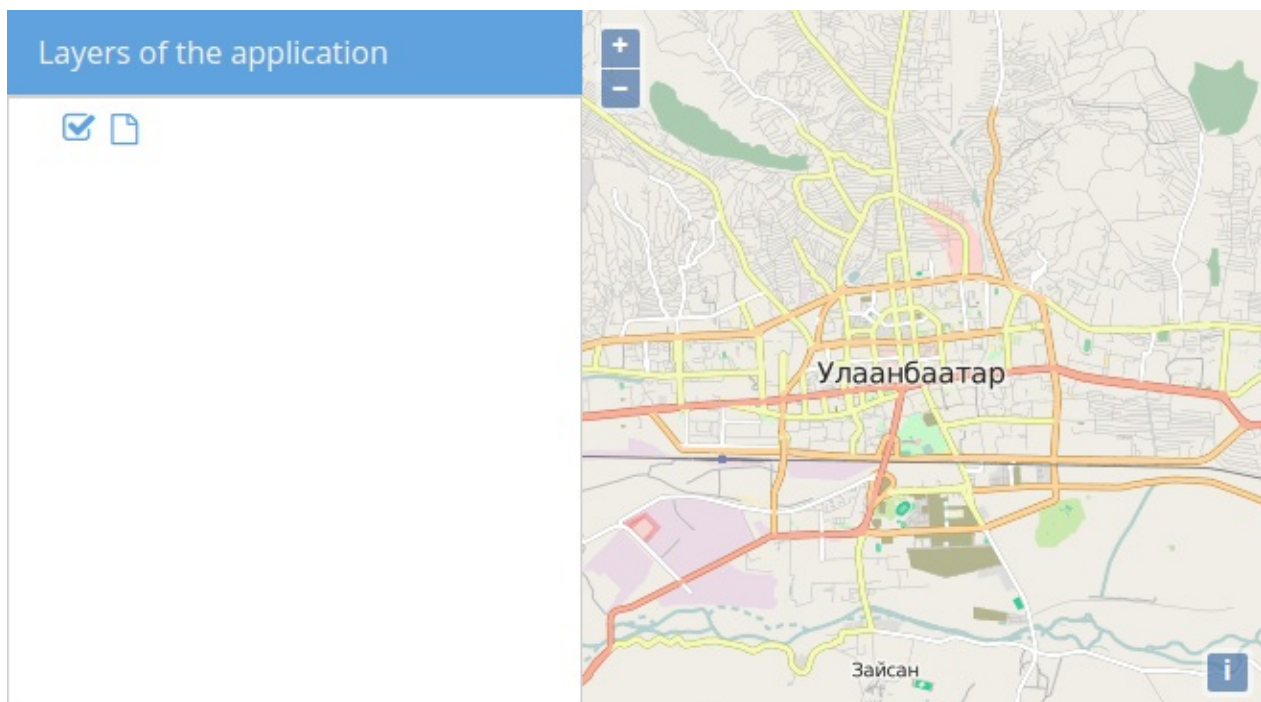 Layers of the application
+
−
Улаанбаатар
Зайсан
i